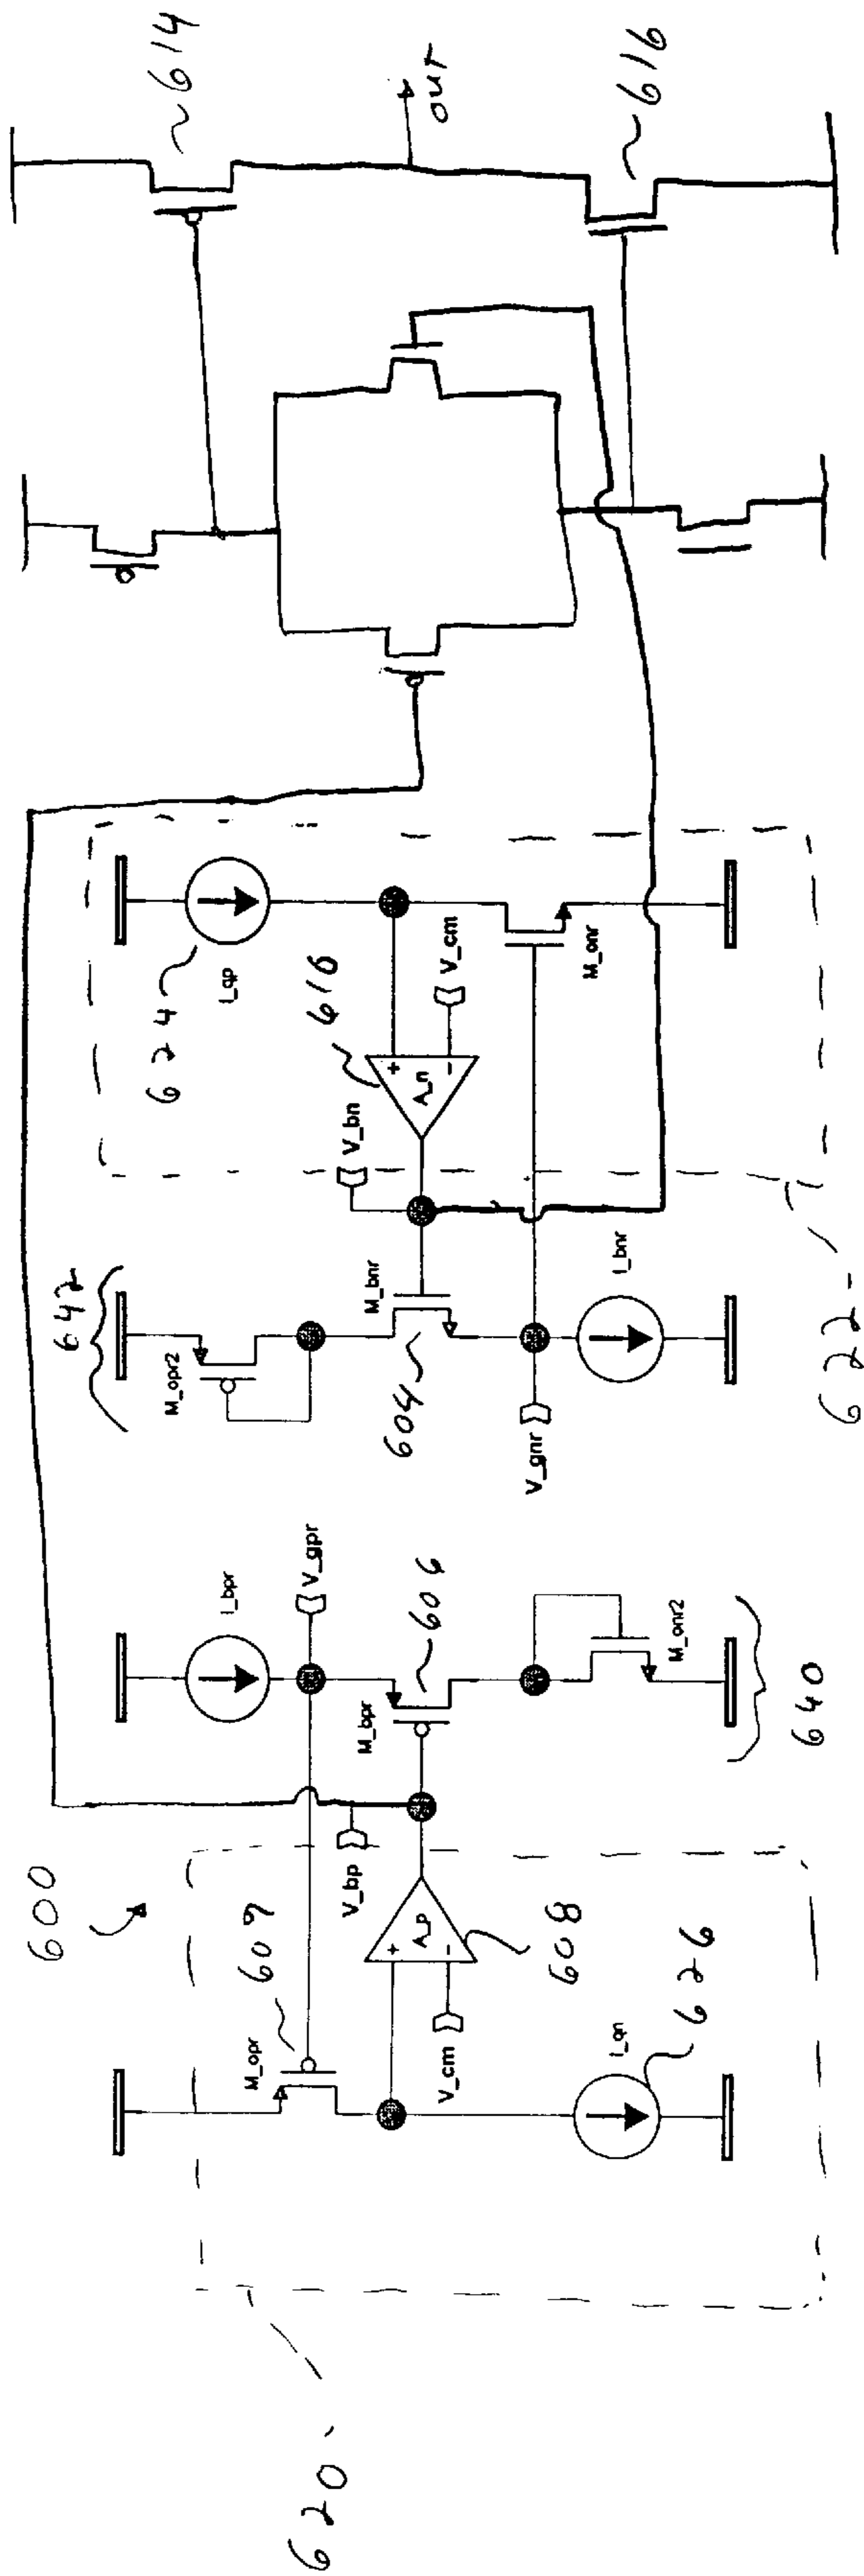 600
620
607
M_opr
V_bp
A_p
+
-
V_cm
608
I_qn
626
I_bpr
V_gpr
M_bpr
606
M_onr2
640
642
M_opr2
M_bnr
604
V_gnr
I_bnr
V_bn
616
A_n
+
-
V_cm
624
I_qp
M_onr
622
614
out
616